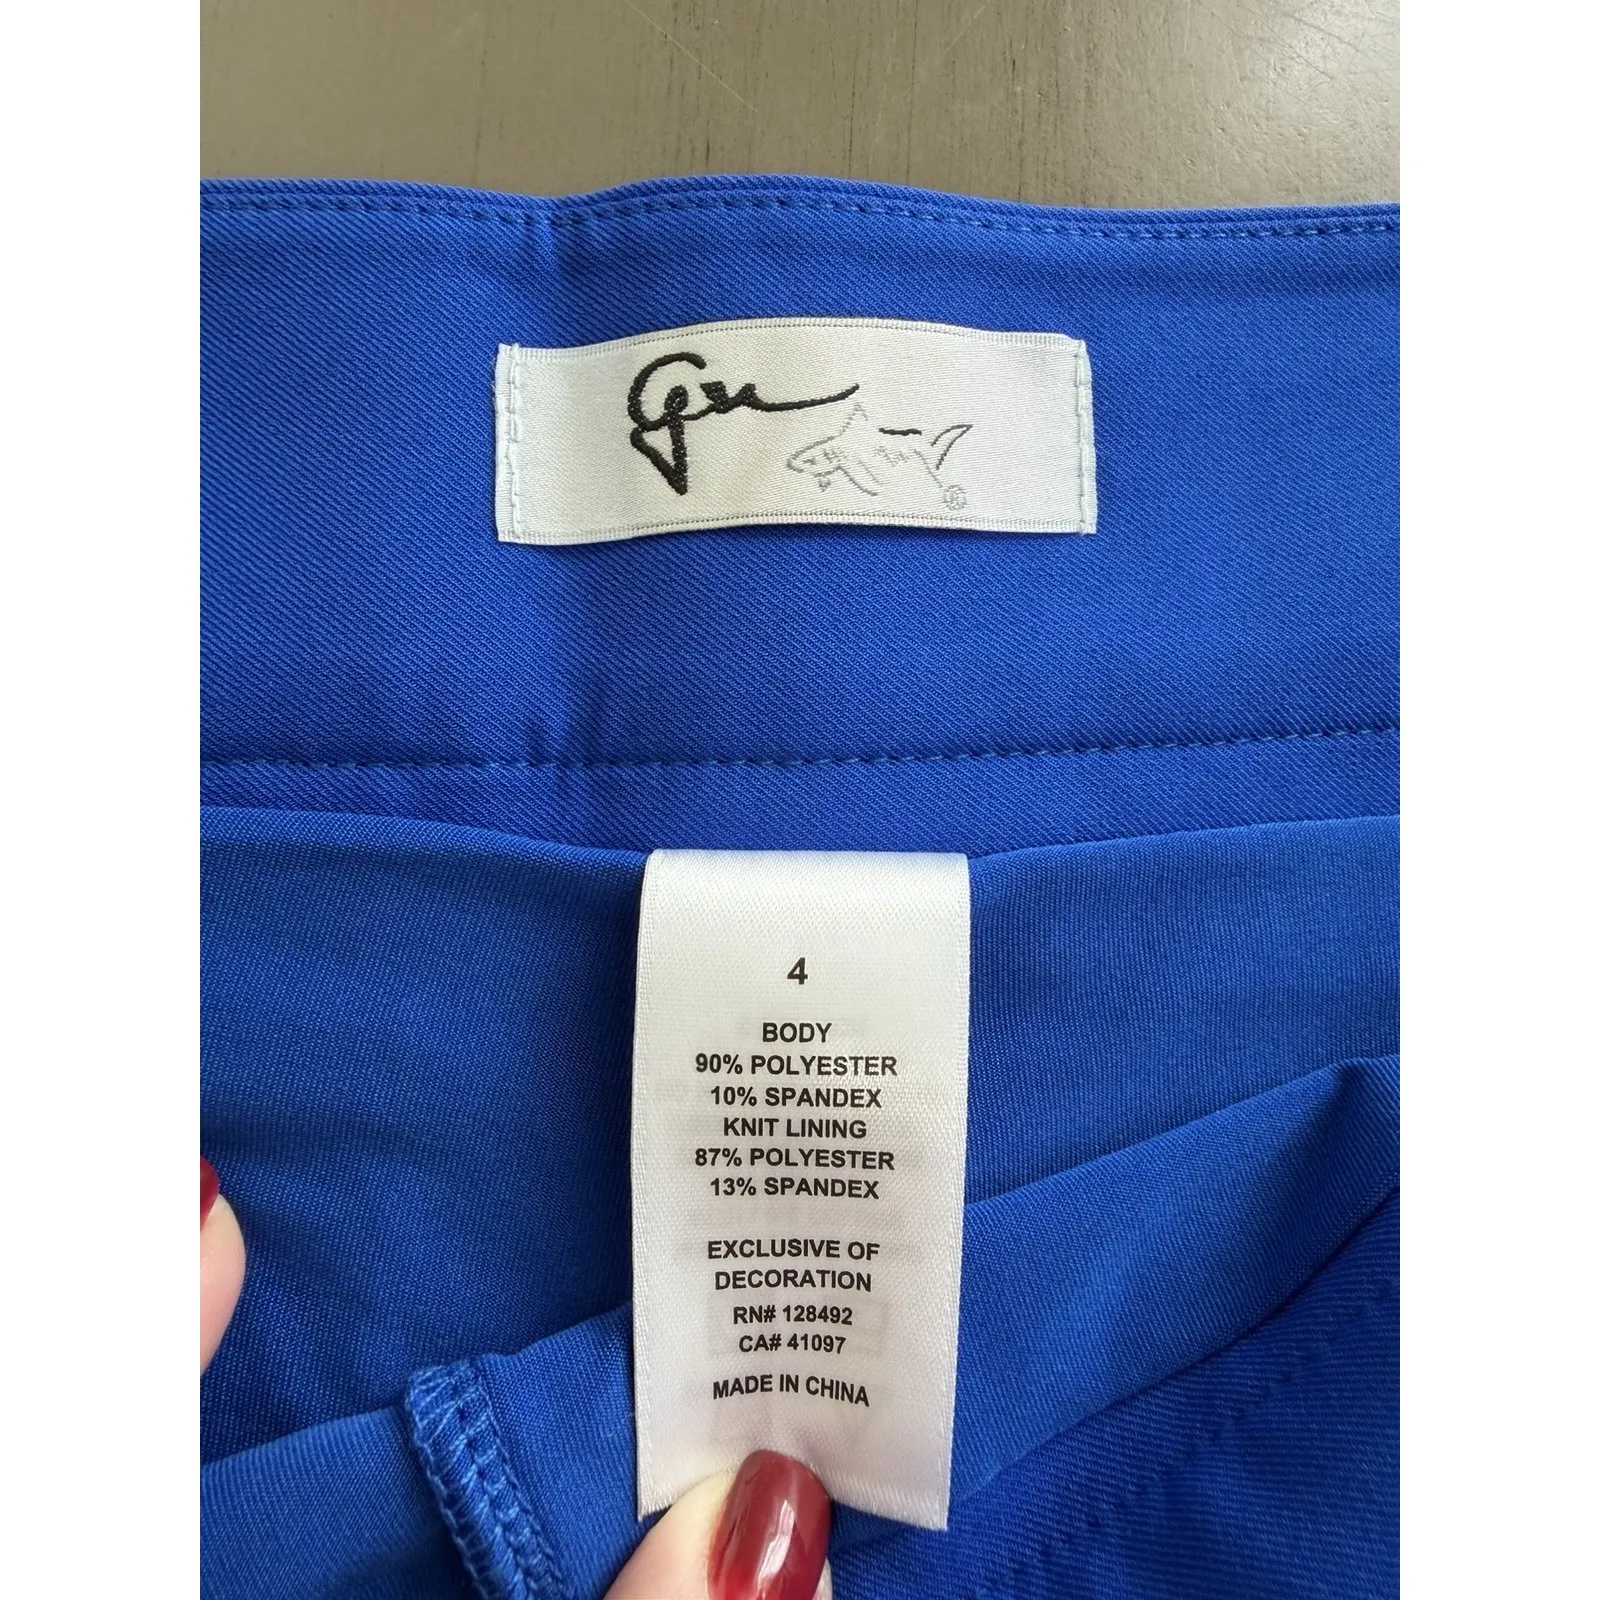 ®
4
BODY
90% POLYESTER
10% SPANDEX
KNIT LINING
87% POLYESTER
13% SPANDEX
EXCLUSIVE OF
DECORATION
RN# 128492
CA# 41097
MADE IN CHINA